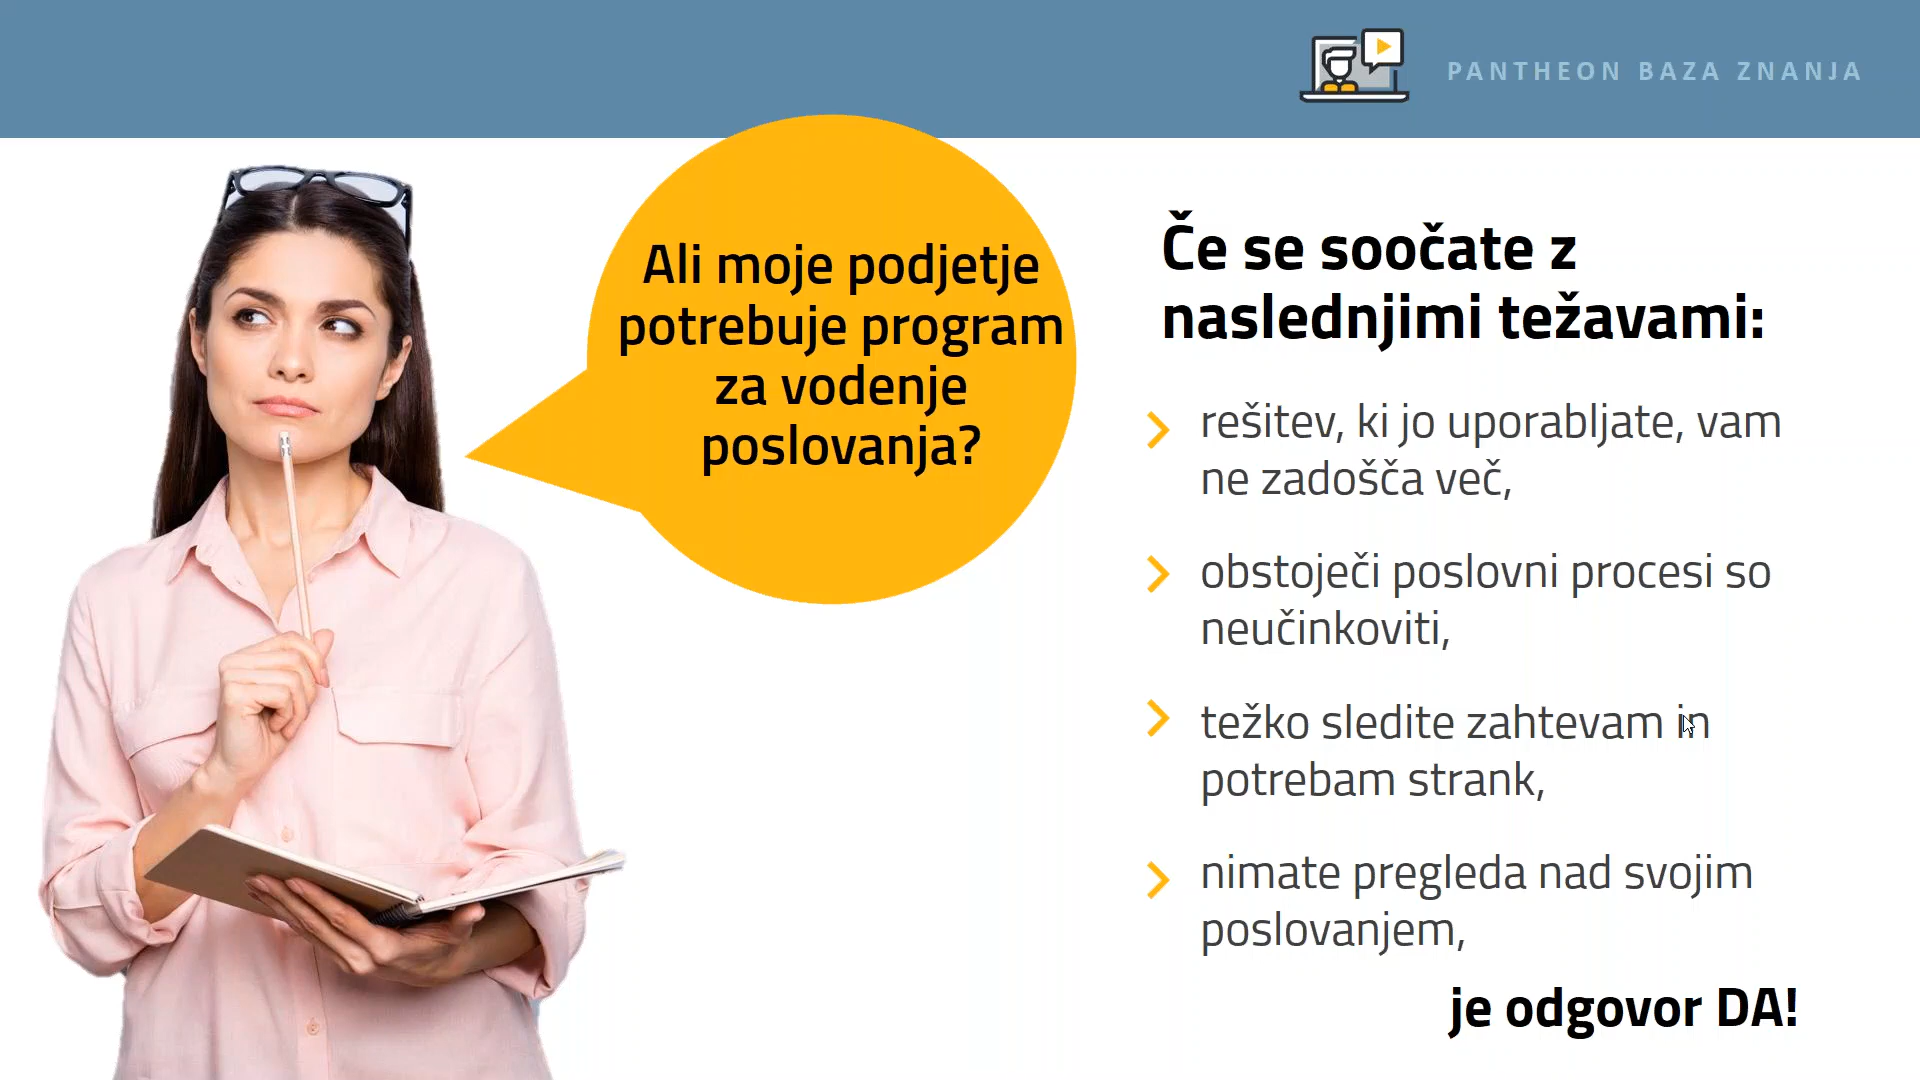 PANTHEON BAZA ZNANJA
Ali moje podjetje
potrebuje program
za vodenje
poslovanja?
Če se soočate z
naslednjimi težavami:
rešitev, ki jo uporabljate, vam
ne zadošča več,
obstoječi poslovni procesi so
neučinkoviti,
težko sledite zahtevam in
potrebam strank,
nimate pregleda nad svojim
poslovanjem,
je odgovor DA!